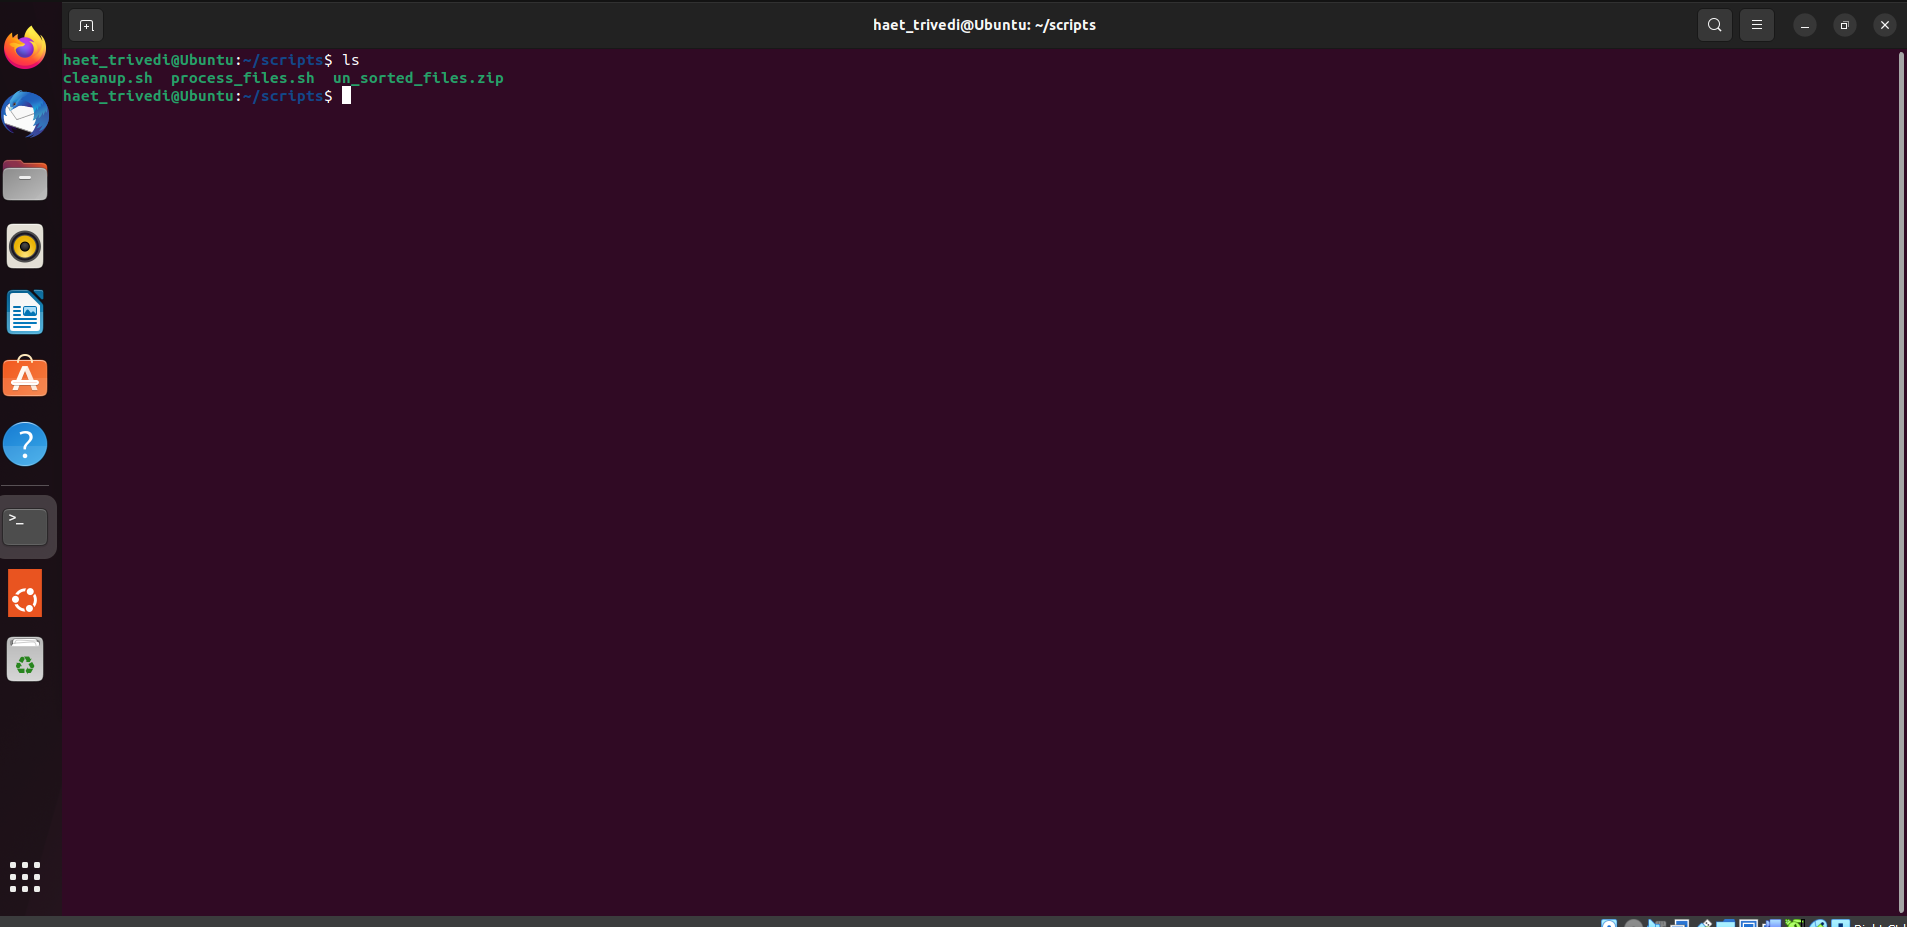 haet_trivedi@Ubuntu: ~/scripts
haet_trivedi@Ubuntu:~/scripts$ ls
cleanup.sh  process_files.sh  un_sorted_files.zip
haet_trivedi@Ubuntu:~/scripts$